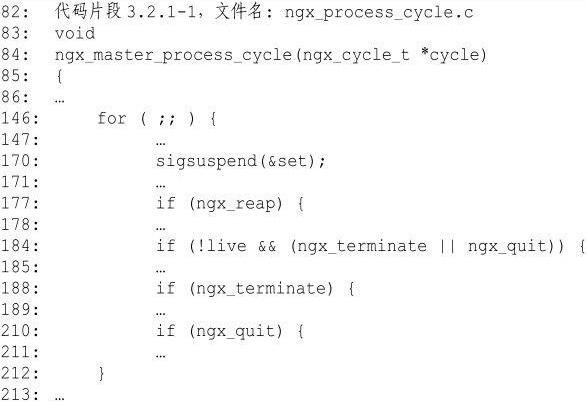 82: 代码片段3.2.1-1，文件名: ngx_process_cycle.c
83: void
84: ngx_master_process_cycle(ngx_cycle_t *cycle)
85: {
86: …
146: for ( ;; ) {
147: …
170: sigsuspend(&set);
171: …
177: if (ngx_reap) {
178: …
184: if (!live && (ngx_terminate || ngx_quit)) {
185: …
188: if (ngx_terminate) {
189: …
210: if (ngx_quit) {
211: …
212: }
213: …